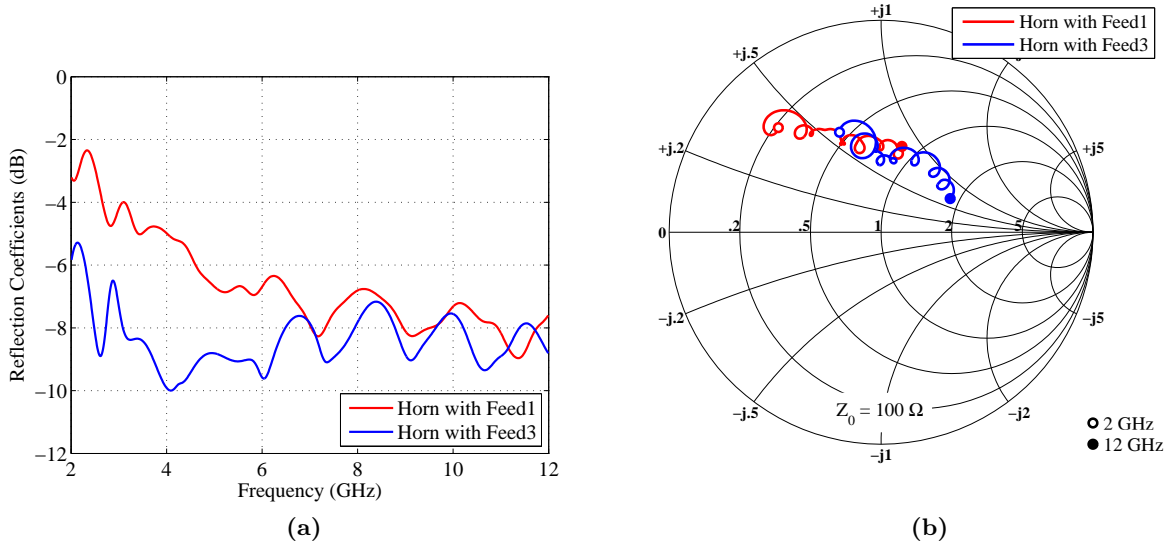 0
−2
−4
−6
−8
−10
−12
2
4
6
8
10
12
Reflection Coefficients (dB)
Frequency (GHz)
Horn with Feed1
Horn with Feed3
(a)
+j1
Horn with Feed1
Horn with Feed3
+j.5
+j.2
+j5
0
.2
.5
1
2
5
−j.2
−j5
−j.5
−j2
−j1
Z0 = 100 Ω
2 GHz
12 GHz
(b)